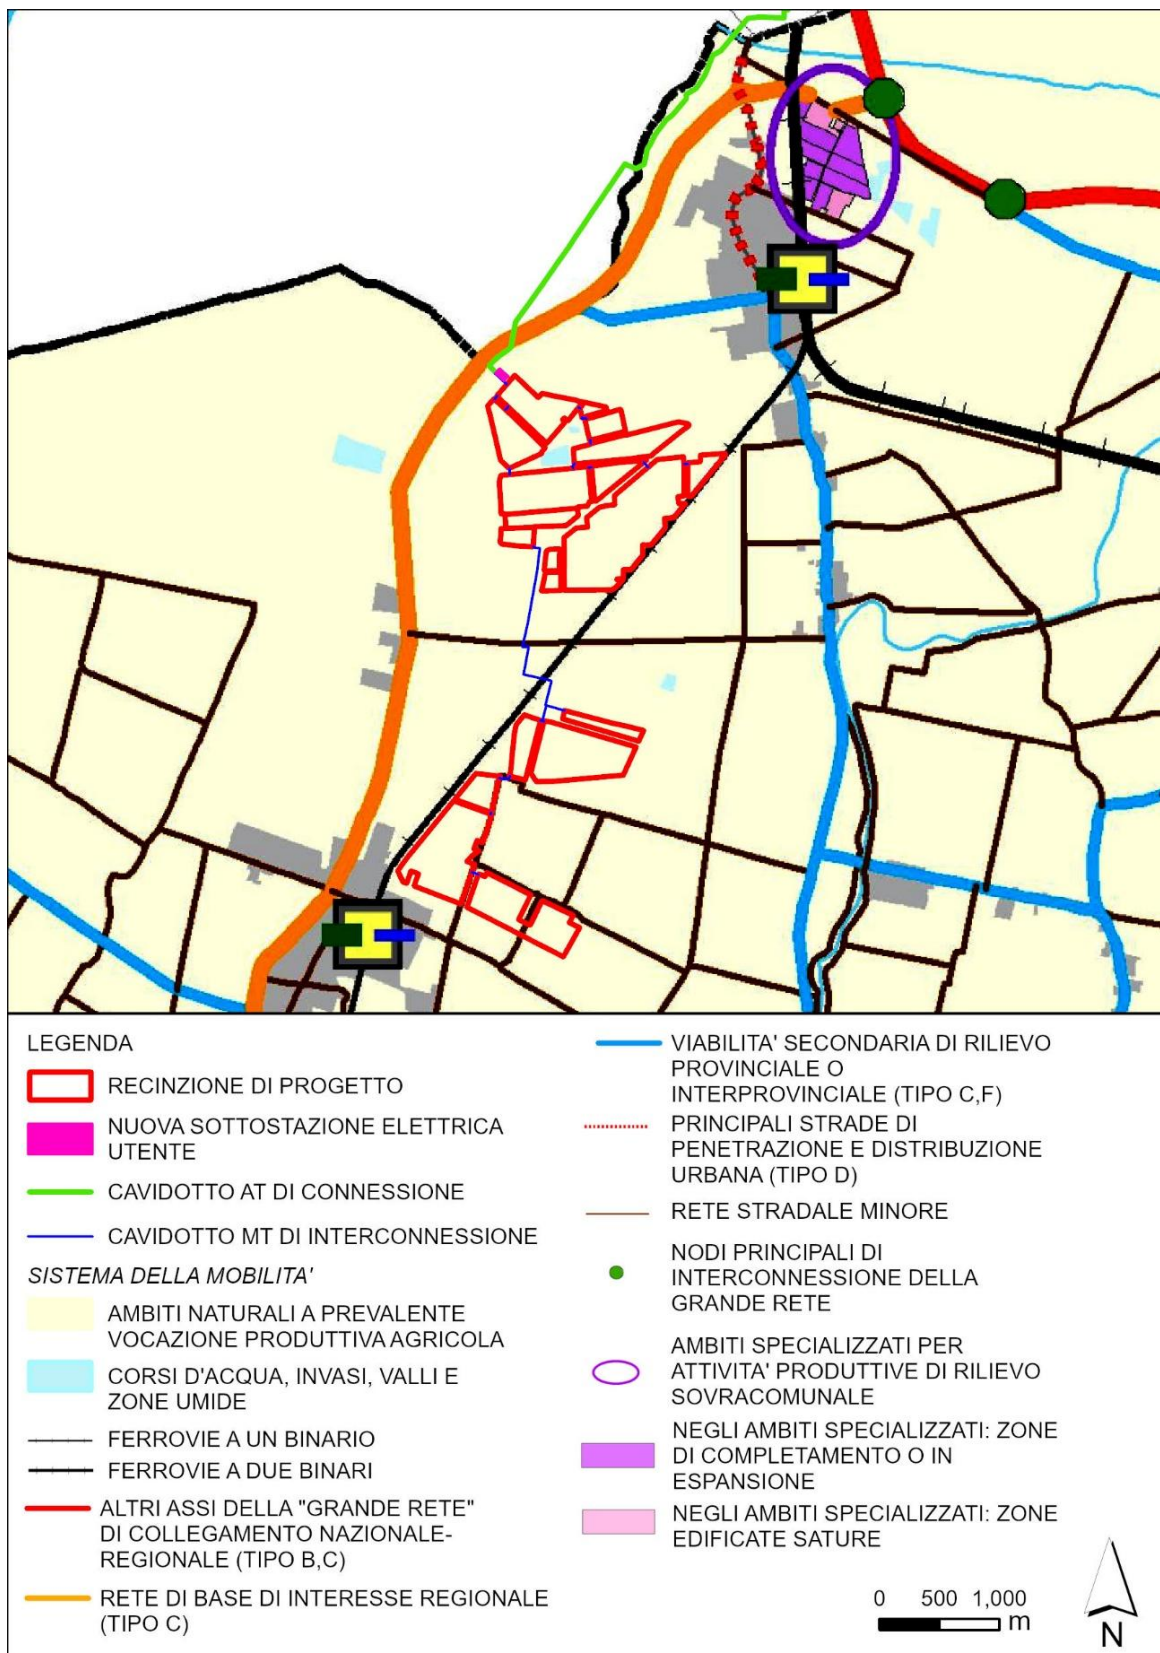 LEGENDA
RECINZIONE DI PROGETTO
NUOVA SOTTOSTAZIONE ELETTRICA
UTENTE
CAVIDOTTO AT DI CONNESSIONE
CAVIDOTTO MT DI INTERCONNESSIONE
SISTEMA DELLA MOBILITA'
AMBITI NATURALI A PREVALENTE
VOCAZIONE PRODUTTIVA AGRICOLA
CORSI D'ACQUA, INVASI, VALLI E
ZONE UMIDE
FERROVIE A UN BINARIO
FERROVIE A DUE BINARI
ALTRI ASSI DELLA "GRANDE RETE"
DI COLLEGAMENTO NAZIONALE-
REGIONALE (TIPO B,C)
RETE DI BASE DI INTERESSE REGIONALE
(TIPO C)
VIABILITA' SECONDARIA DI RILIEVO
PROVINCIALE O
INTERPROVINCIALE (TIPO C,F)
PRINCIPALI STRADE DI
PENETRAZIONE E DISTRIBUZIONE
URBANA (TIPO D)
RETE STRADALE MINORE
NODI PRINCIPALI DI
INTERCONNESSIONE DELLA
GRANDE RETE
AMBITI SPECIALIZZATI PER
ATTIVITA' PRODUTTIVE DI RILIEVO
SOVRACOMUNALE
NEGLI AMBITI SPECIALIZZATI: ZONE
DI COMPLETAMENTO O IN
ESPANSIONE
NEGLI AMBITI SPECIALIZZATI: ZONE
EDIFICATE SATURE
0 500 1,000
m
N